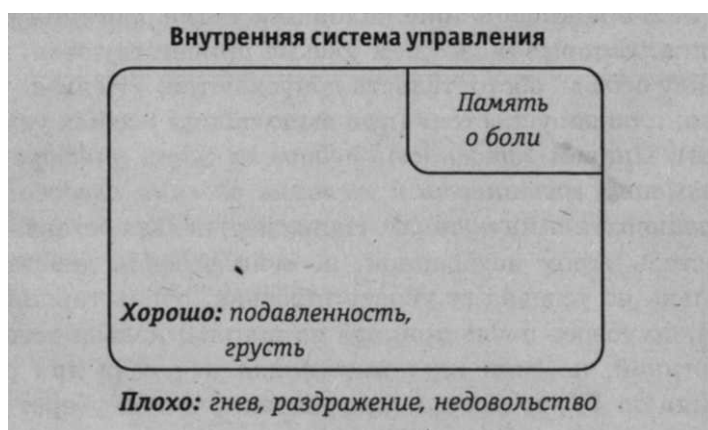 Внутренняя система управления
Память
о боли
Хорошо: подавленность,
грусть
Плохо: гнев, раздражение, недовольство